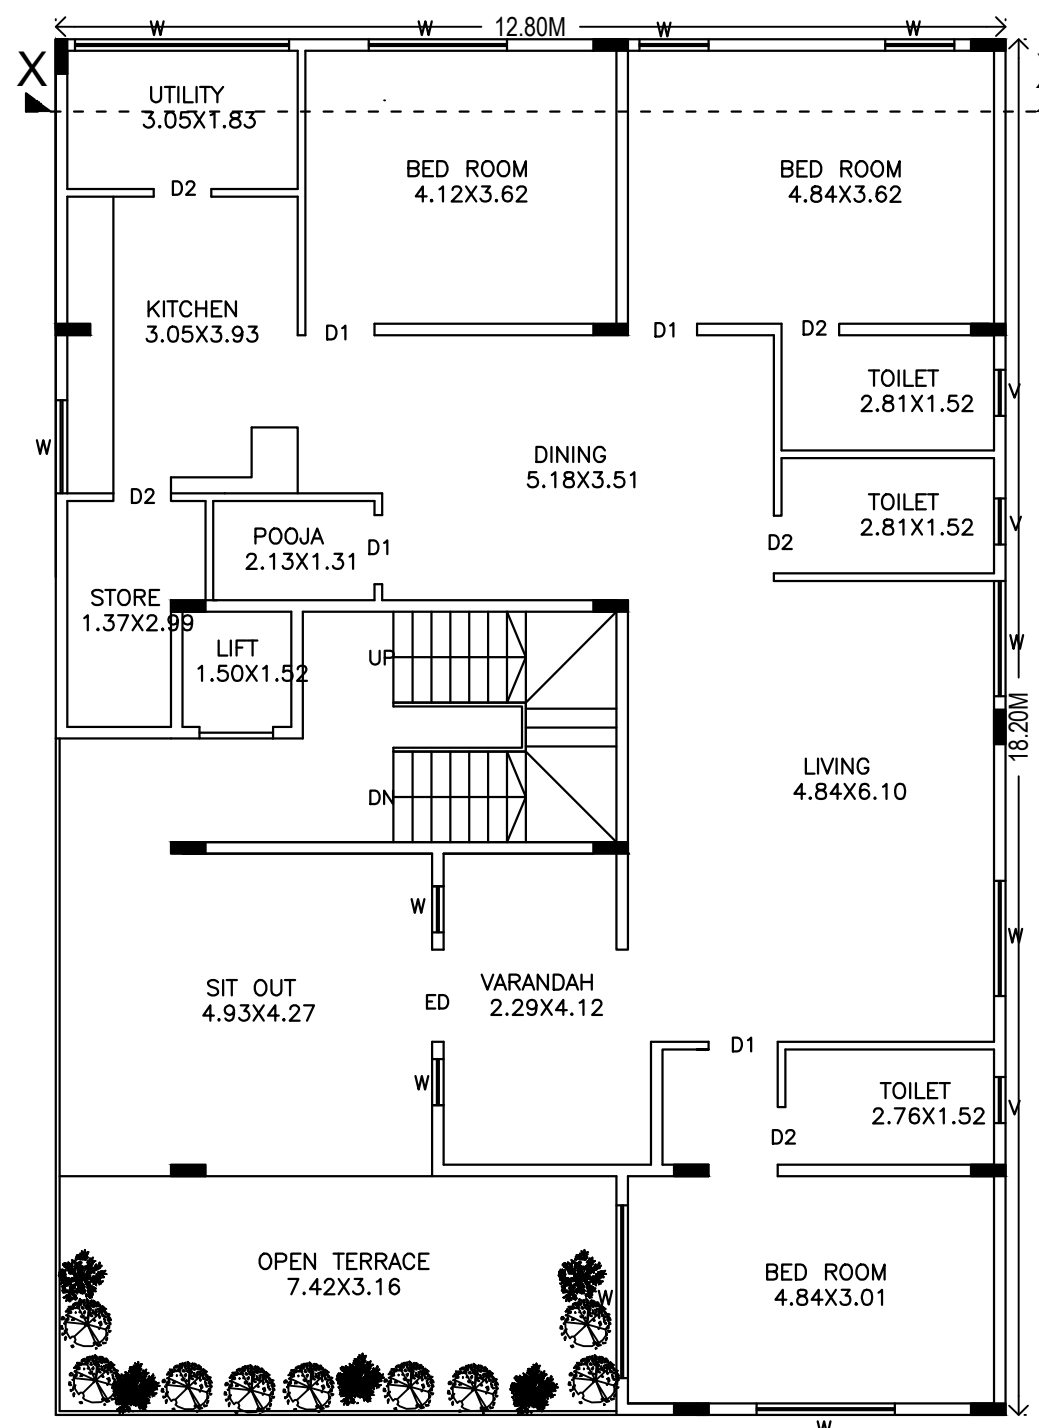 W
W
12.80M
W
W
X
UTILITY
3.05X1.83
BED ROOM
4.12X3.62
BED ROOM
4.84X3.62
D2
KITCHEN
3.05X3.93
D1
D1
D2
TOILET
2.81X1.52
V
W
DINING
5.18X3.51
D2
TOILET
2.81X1.52
V
POOJA
2.13X1.31
D1
D2
STORE
1.37X2.99
LIFT
1.50X1.52
UP
W
18.20M
LIVING
4.84X6.10
DN
W
W
SIT OUT
4.93X4.27
ED
VARANDAH
2.29X4.12
D1
W
TOILET
2.76X1.52
V
D2
OPEN TERRACE
7.42X3.16
W
BED ROOM
4.84X3.01
W